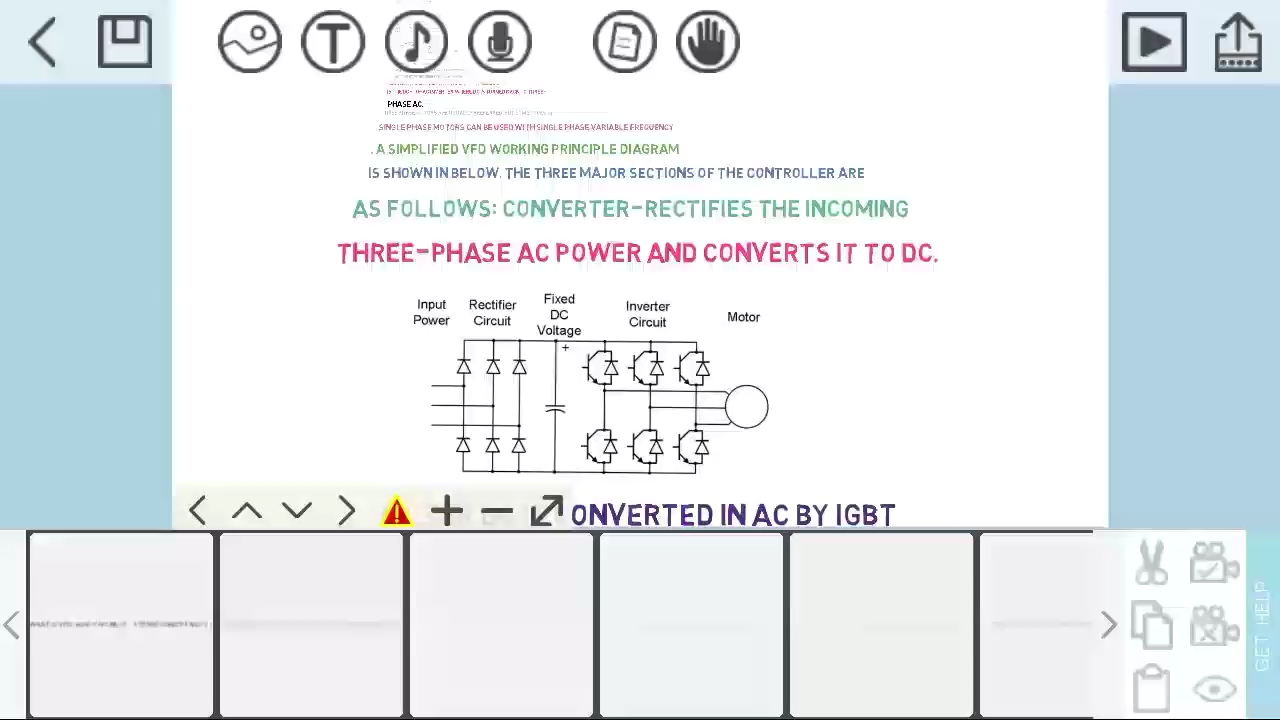 PHASE AC.
. SINGLE PHASE MOTORS CAN BE USED WITH SINGLE PHASE VARIABLE FREQUENCY
. A SIMPLIFIED VFD WORKING PRINCIPLE DIAGRAM
IS SHOWN IN BELOW. THE THREE MAJOR SECTIONS OF THE CONTROLLER ARE
AS FOLLOWS: CONVERTER-RECTIFIES THE INCOMING
THREE-PHASE AC POWER AND CONVERTS IT TO DC.
Input Power
Rectifier Circuit
Fixed DC Voltage
Inverter Circuit
Motor
+
ONVERTED IN AC BY IGBT
GET HELP